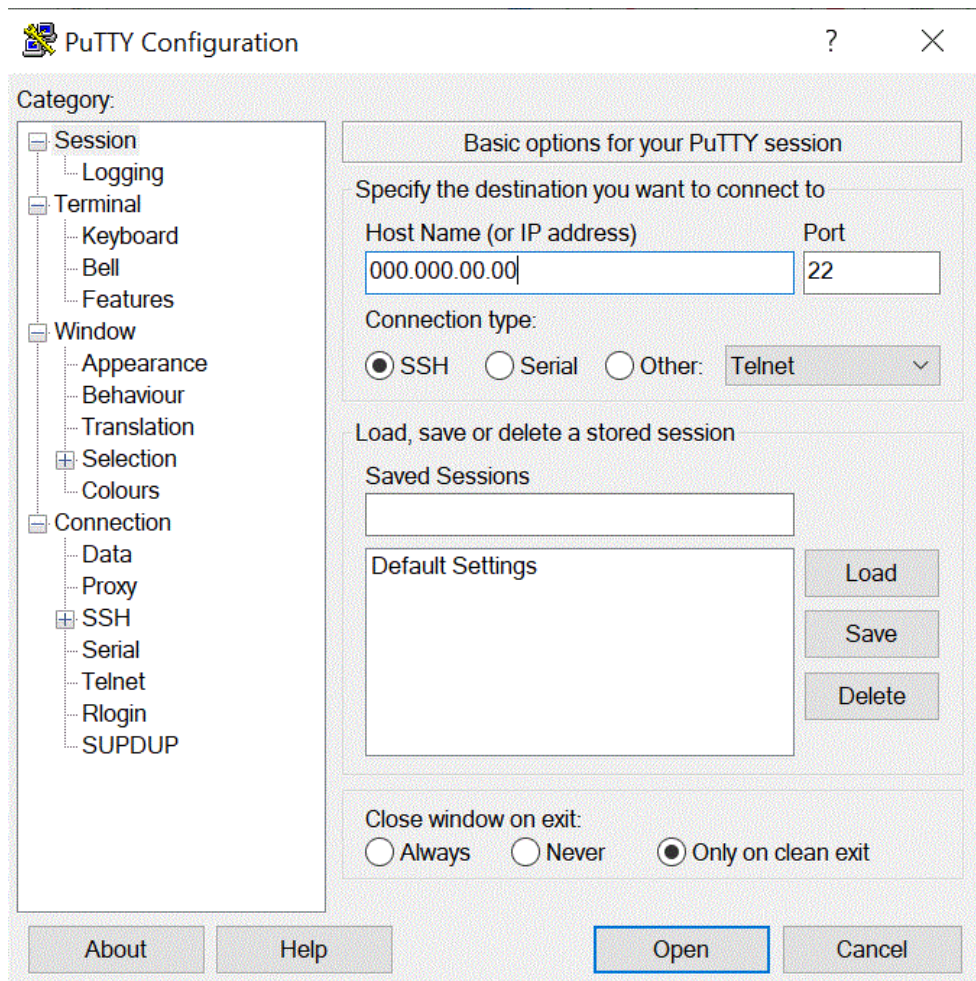 PuTTY Configuration
?
Category:
Session
Logging
Terminal
Keyboard
Bell
Features
Window
Appearance
Behaviour
Translation
Selection
Colours
Connection
Data
Proxy
SSH
Serial
Telnet
Rlogin
SUPDUP
Basic options for your PuTTY session
Specify the destination you want to connect to
Host Name (or IP address) Port
000.000.00.00 22
Connection type:
SSH Serial Other: Telnet
Load, save or delete a stored session
Saved Sessions
Default Settings
Load
Save
Delete
Close window on exit:
Always Never Only on clean exit
About Help Open Cancel